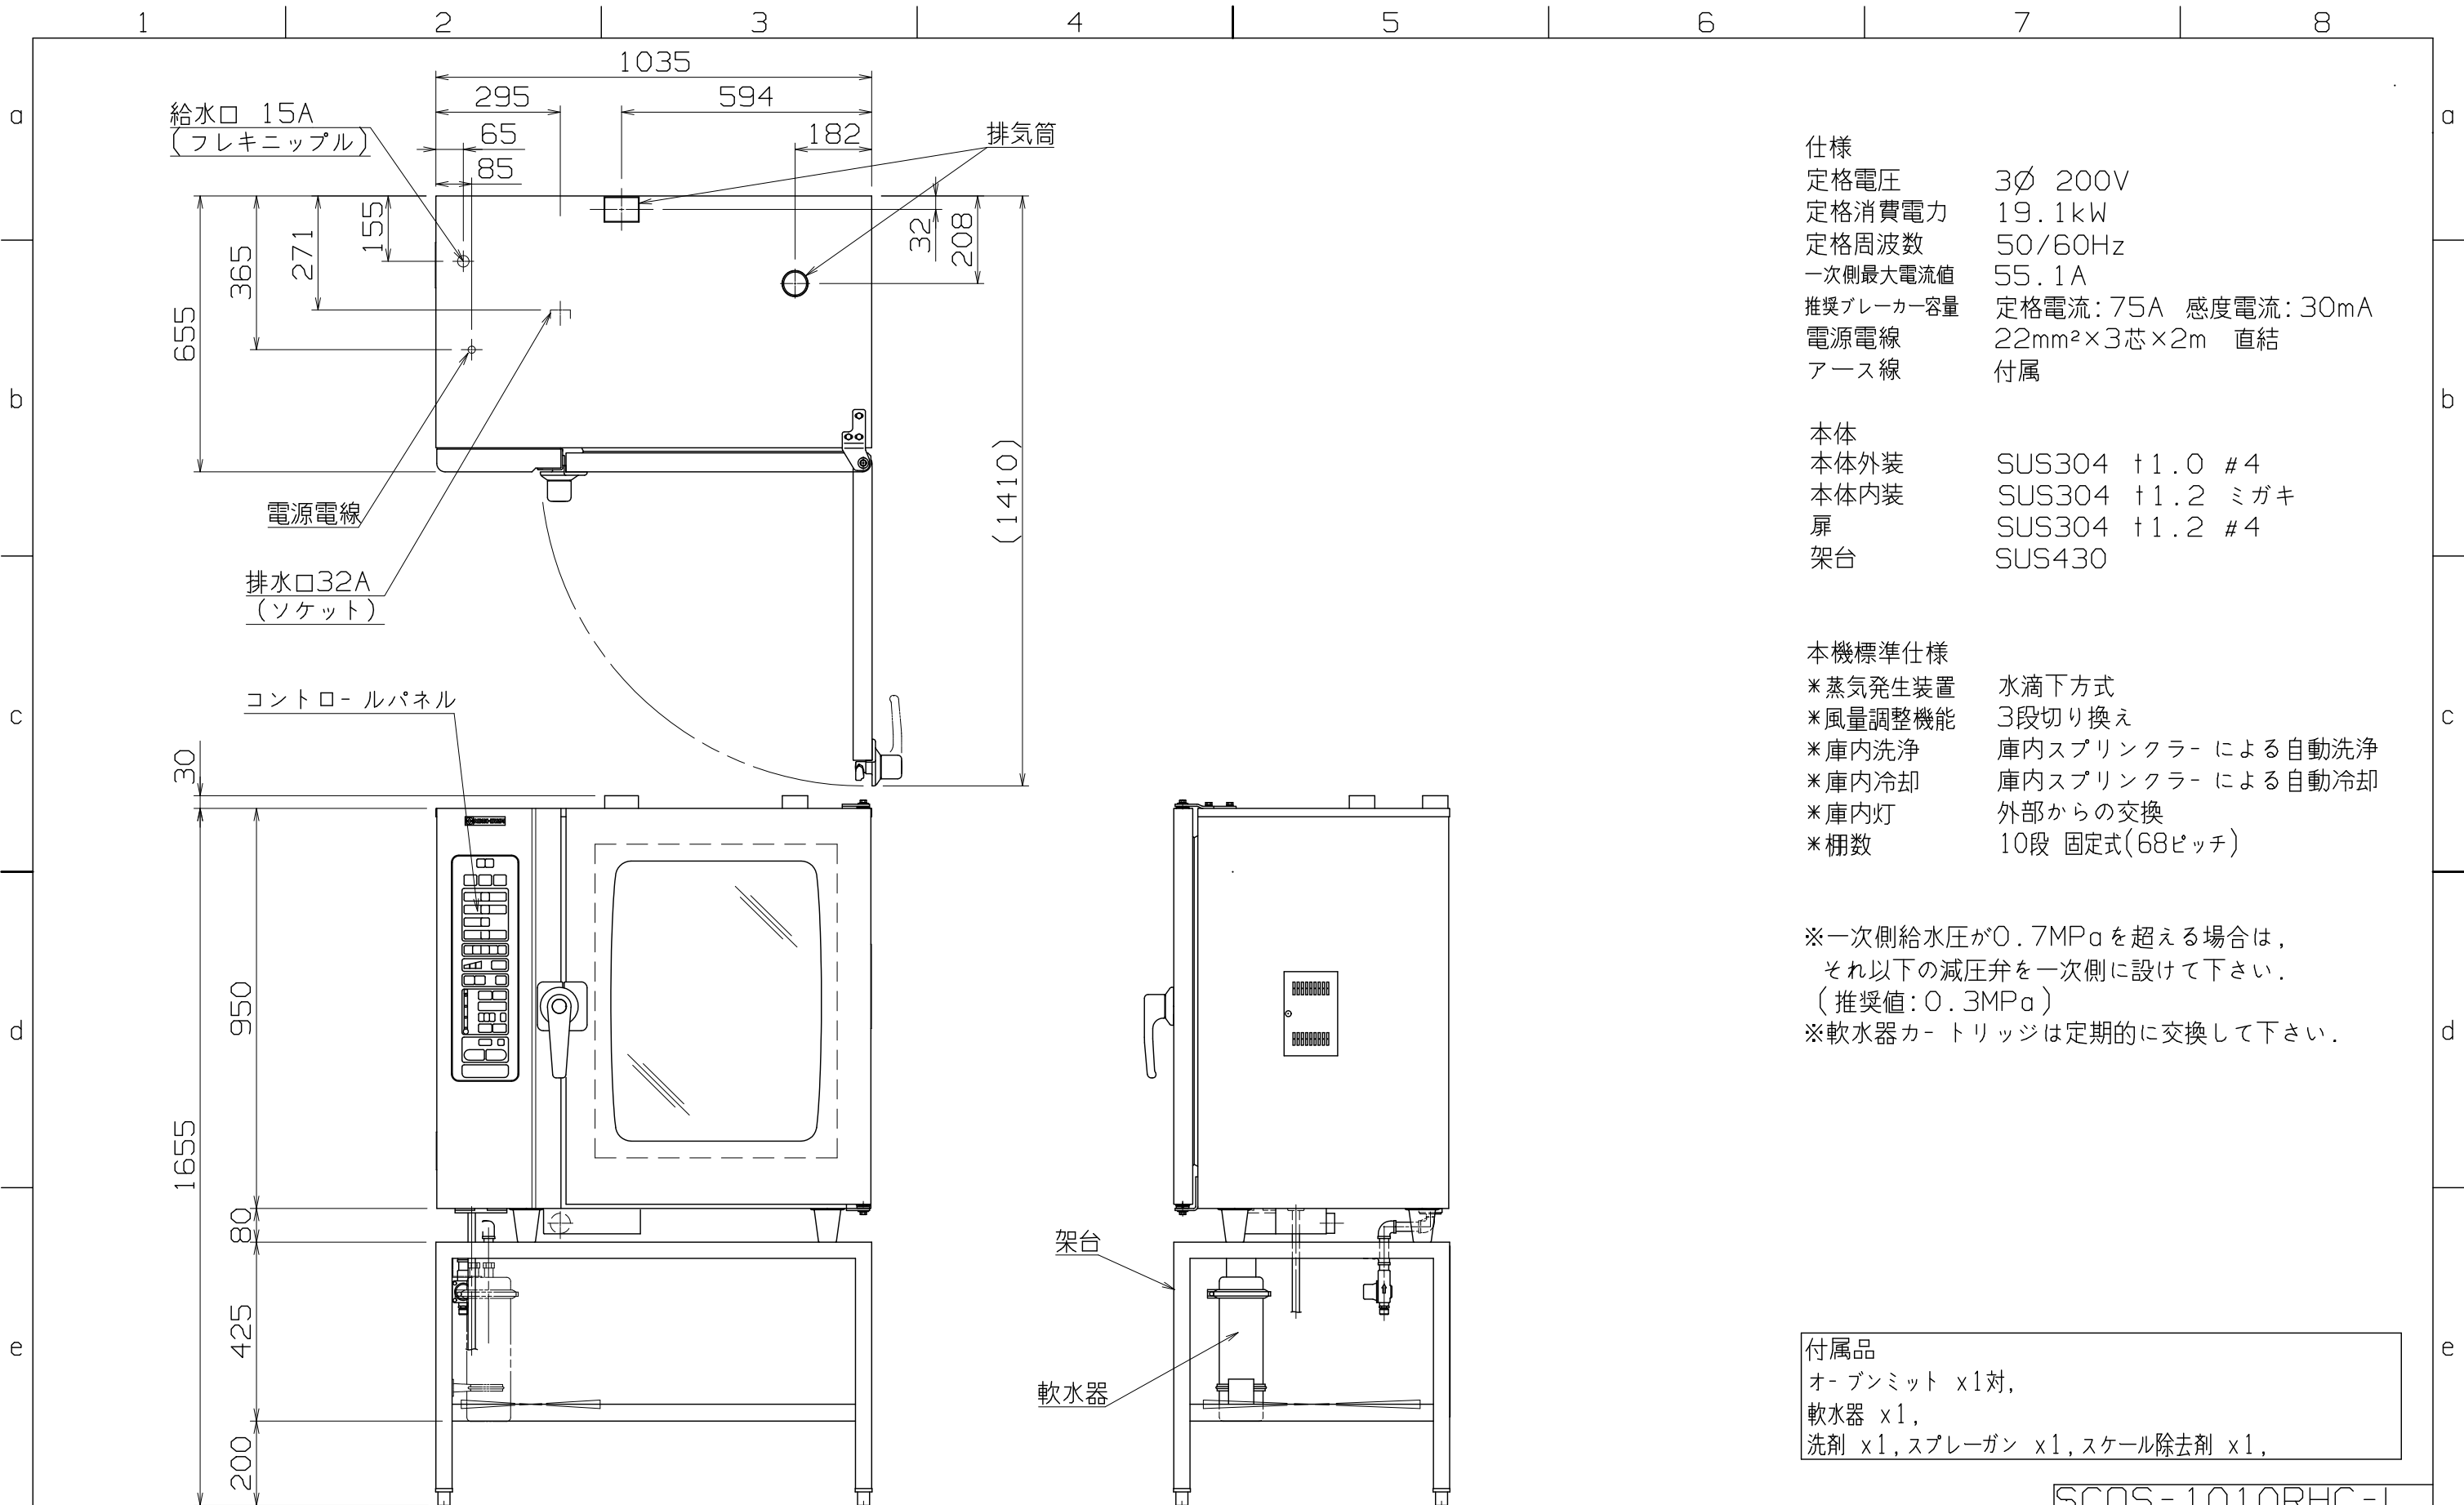 1 2 3 4 5 6 7 8
a
a
b
b
c
c
d
d
e
e
1035
295
594
65
182
85
給水口 15A
(フレキニップル)
排気筒
155
271
365
655
32
208
(1410)
電源電線
排水口32A
(ソケット)
コントロ-ルパネル
30
950
1655
80
425
200
架台
軟水器
仕様
定格電圧 3∅ 200V
定格消費電力 19.1kW
定格周波数 50/60Hz
一次側最大電流値 55.1A
推奨ブレーカー容量 定格電流:75A 感度電流:30mA
電源電線 22mm²×3芯×2m 直結
アース線 付属
本体
本体外装 SUS304 t1.0 #4
本体内装 SUS304 t1.2 ミガキ
扉 SUS304 t1.2 #4
架台 SUS430
本機標準仕様
*蒸気発生装置 水滴下方式
*風量調整機能 3段切り換え
*庫内洗浄 庫内スプリンクラ-による自動洗浄
*庫内冷却 庫内スプリンクラ-による自動冷却
*庫内灯 外部からの交換
*棚数 10段 固定式(68ピッチ)
※一次側給水圧が0.7MPaを超える場合は,
それ以下の減圧弁を一次側に設けて下さい.
(推奨値:0.3MPa)
※軟水器カ-トリッジは定期的に交換して下さい.
付属品
オ-ブンミット x1対,
軟水器 x1,
洗剤 x1,スプレーガン x1,スケール除去剤 x1,
SCOS-1010RHC-L